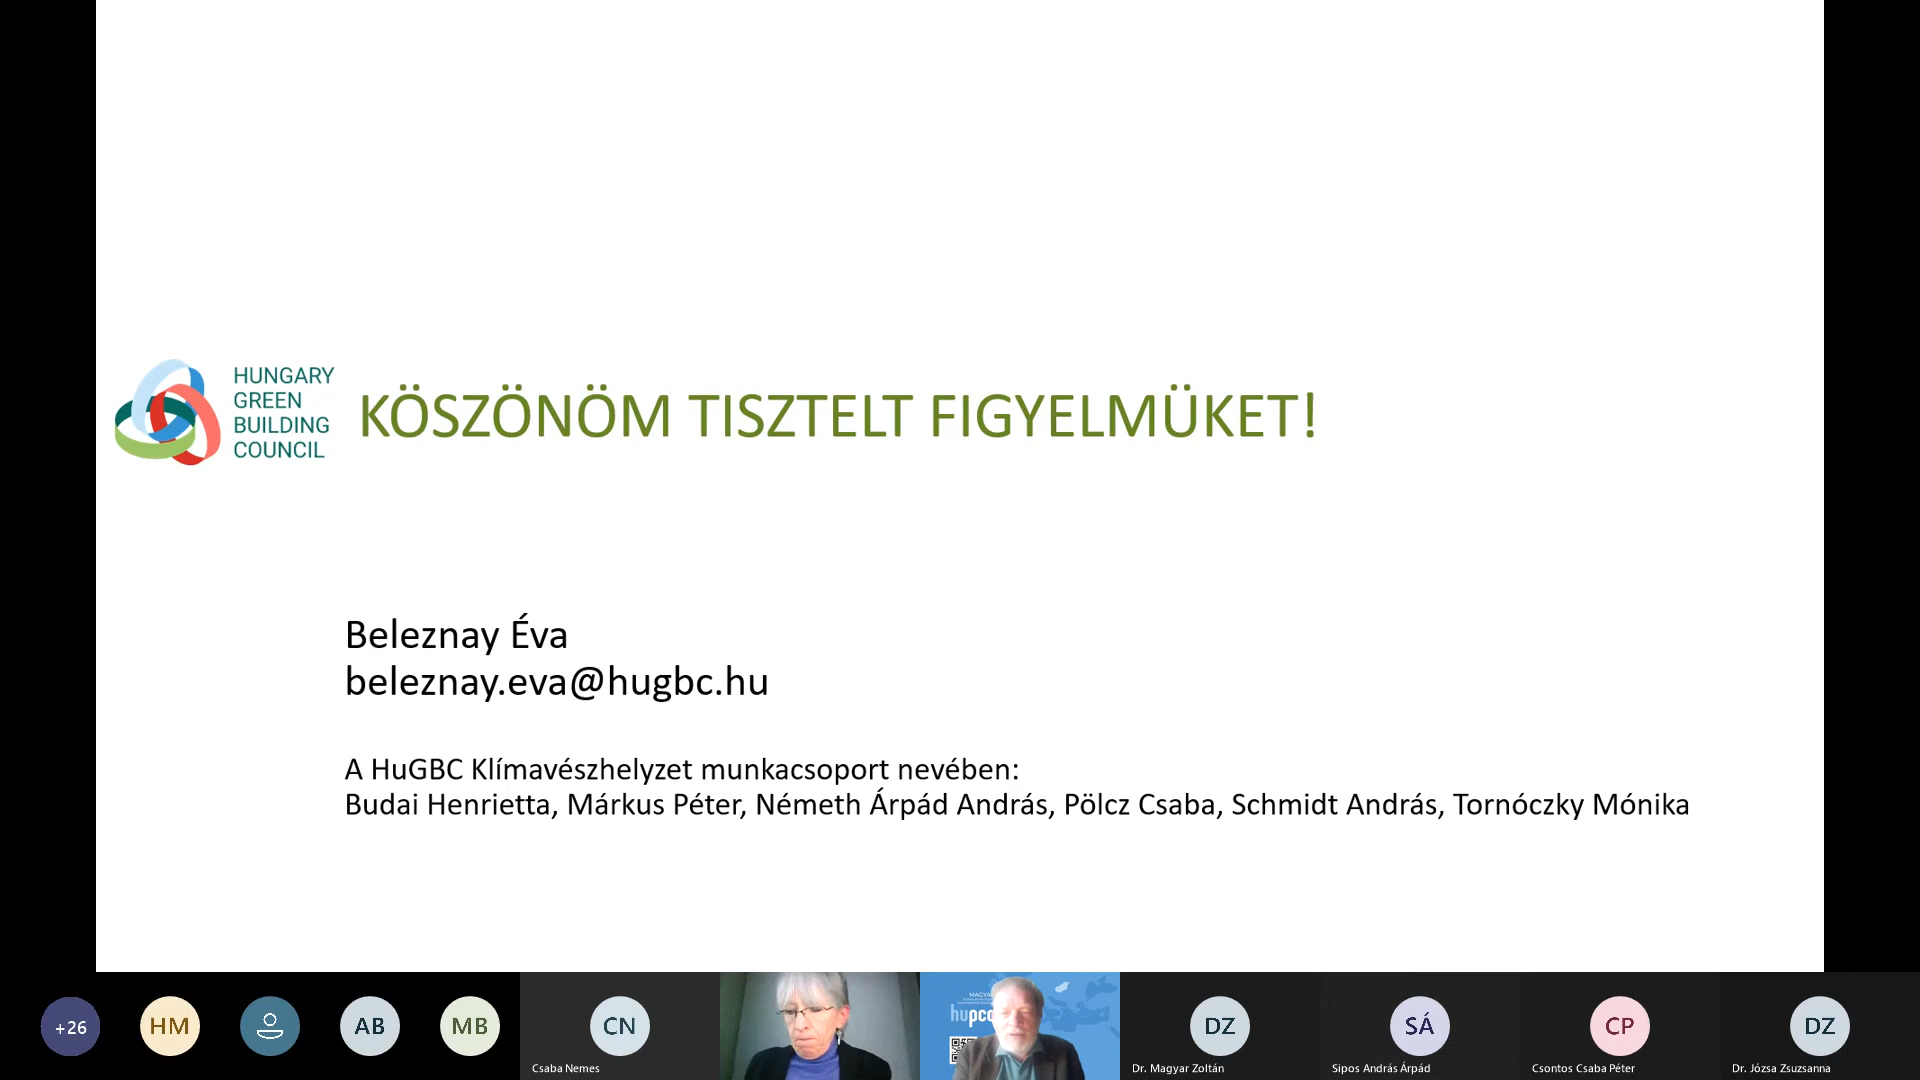 HUNGARY
GREEN
BUILDING
COUNCIL
KÖSZÖNÖM TISZTELT FIGYELMÜKET!
Beleznay Éva
beleznay.eva@hugbc.hu
A HuGBC Klímavészhelyzet munkacsoport nevében:
Budai Henrietta, Márkus Péter, Németh Árpád András, Pölcz Csaba, Schmidt András, Tornóczky Mónika
+26
HM
AB
MB
CN
Csaba Nemes
DZ
Dr. Magyar Zoltán
SÁ
Sipos András Árpád
CP
Csontos Csaba Péter
DZ
Dr. Józsa Zsuzsanna